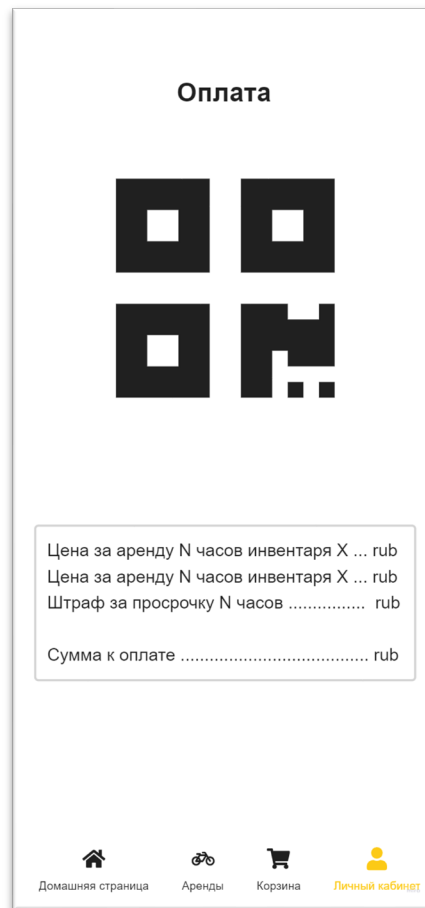 Оплата
Цена за аренду N часов инвентаря X ... rub
Цена за аренду N часов инвентаря X ... rub
Штраф за просрочку N часов ................ rub
Сумма к оплате ....................................... rub
Домашняя страница Аренды Корзина Личный кабинет